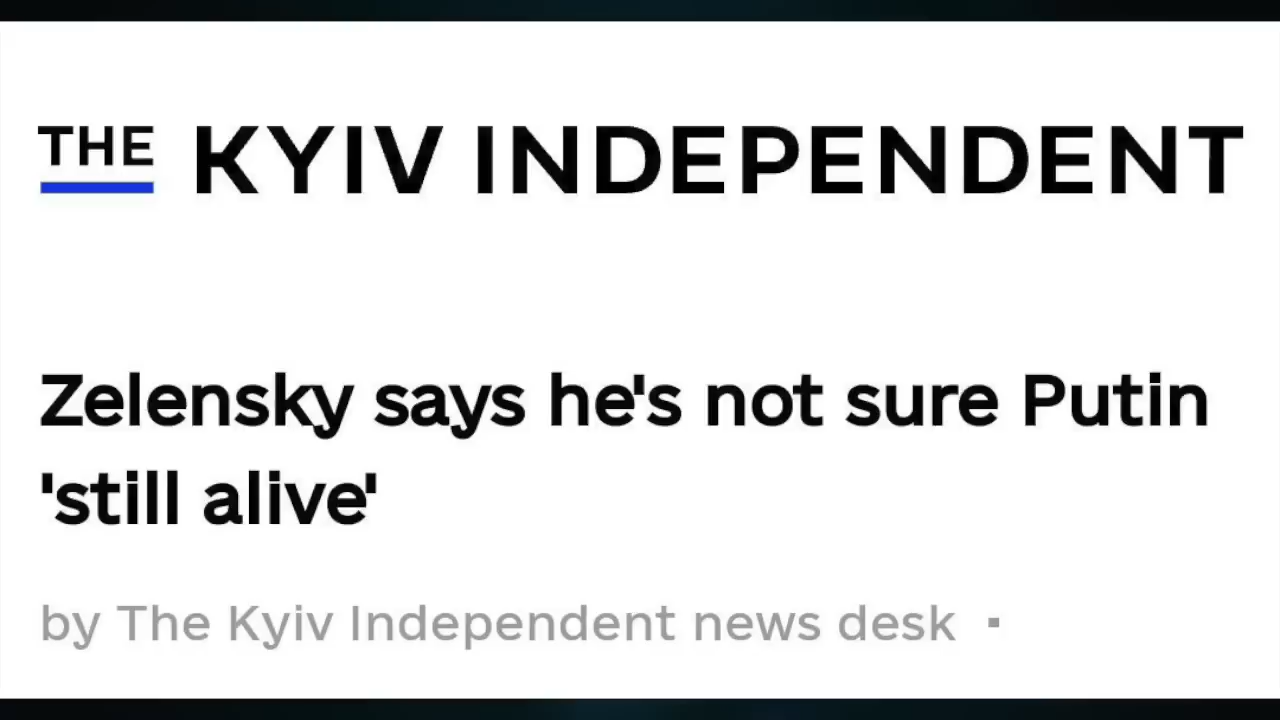 THE KYIV INDEPENDENT
Zelensky says he's not sure Putin
'still alive'
by The Kyiv Independent news desk ▪